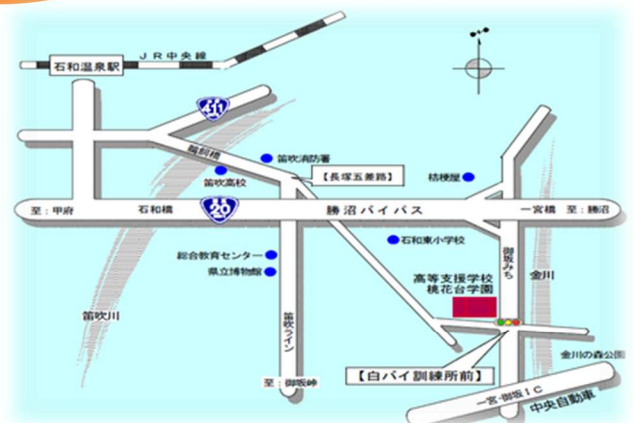 JR中央線
石和温泉駅
411
鵜飼橋
笛吹消防署
【長塚五差路】
笛吹高校
桔梗屋
至:甲府
石和橋
20
勝沼バイパス
一宮橋
至:勝沼
石和東小学校
総合教育センター
県立博物館
御坂みち
金川
高等支援学校
桃花台学園
笛吹川
笛吹ライン
金川の森公園
至:御坂峠
【白バイ訓練所前】
一宮・御坂IC
中央自動車